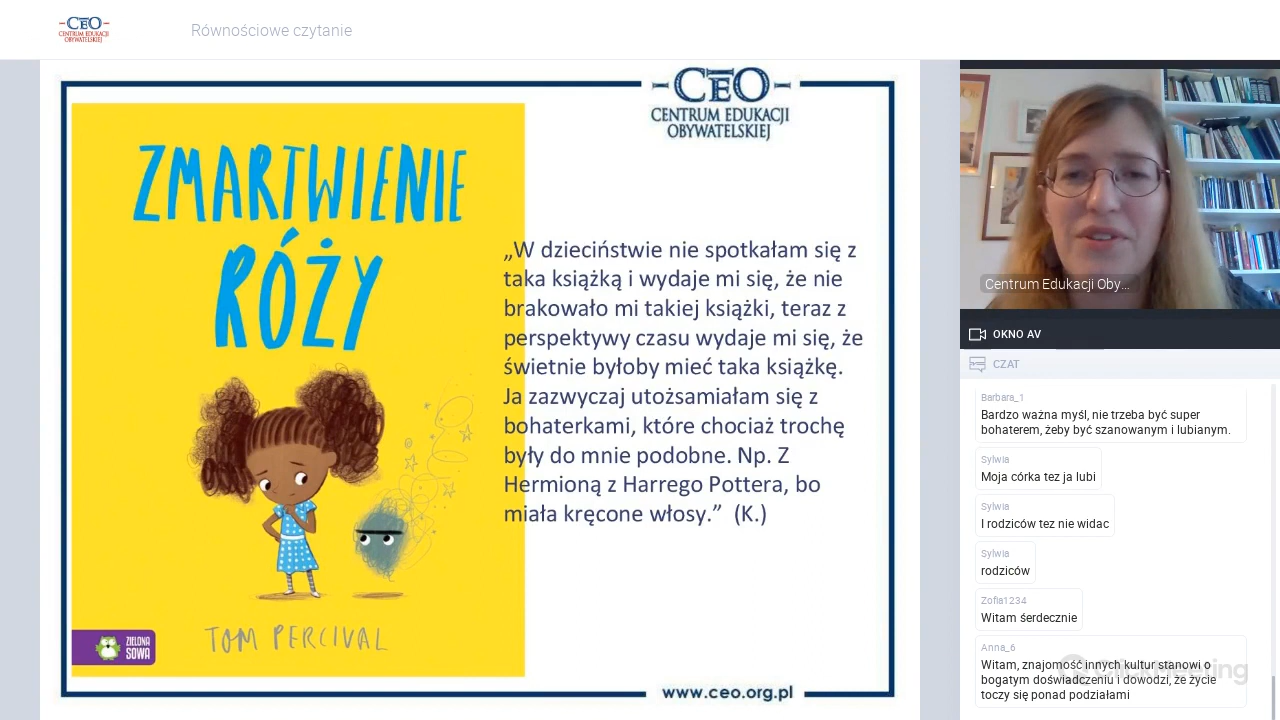 CEO
CENTRUM EDUKACJI
OBYWATELSKIEJ
Równościowe czytanie
CEO
CENTRUM EDUKACJI
OBYWATELSKIEJ
ZMARTWIENIE
RÓŻY
„W dzieciństwie nie spotkałam się z
taka książką i wydaje mi się, że nie
brakowało mi takiej książki, teraz z
perspektywy czasu wydaje mi się, że
świetnie byłoby mieć taka książkę.
Ja zazwyczaj utożsamiałam się z
bohaterkami, które chociaż trochę
były do mnie podobne. Np. Z
Hermioną z Harrego Pottera, bo
miała kręcone włosy.” (K.)
ZIELONA
SOWA
TOM PERCIVAL
www.ceo.org.pl
Centrum Edukacji Oby...
OKNO AV
CZAT
Barbara_1
Bardzo ważna myśl, nie trzeba być super
bohaterem, żeby być szanowanym i lubianym.
Sylwia
Moja córka tez ja lubi
Sylwia
I rodziców tez nie widac
Sylwia
rodziców
Zofia1234
Witam śerdecznie
Anna_6
Witam, znajomość innych kultur stanowi o
bogatym doświadczeniu i dowodzi, że życie
toczy się ponad podziałami
ClickMeeting